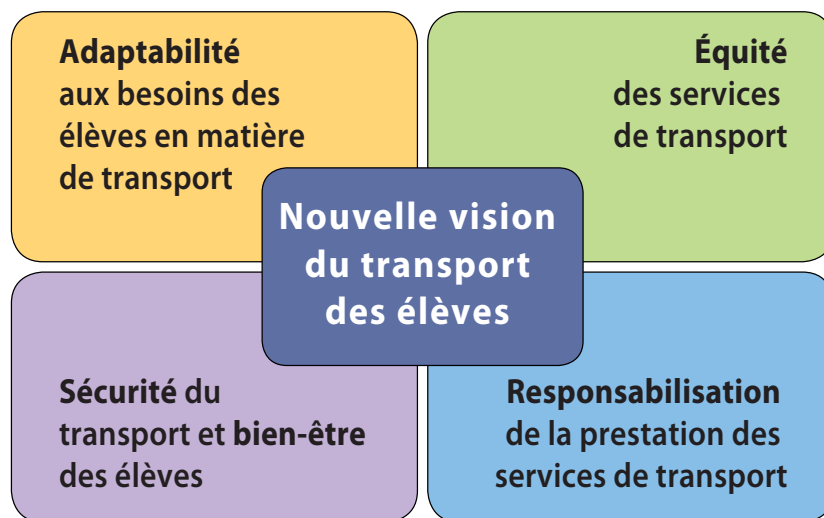 Adaptabilité
aux besoins des
élèves en matière
de transport
Équité
des services
de transport
Nouvelle vision
du transport
des élèves
Sécurité du
transport et bien-être
des élèves
Responsabilisation
de la prestation des
services de transport